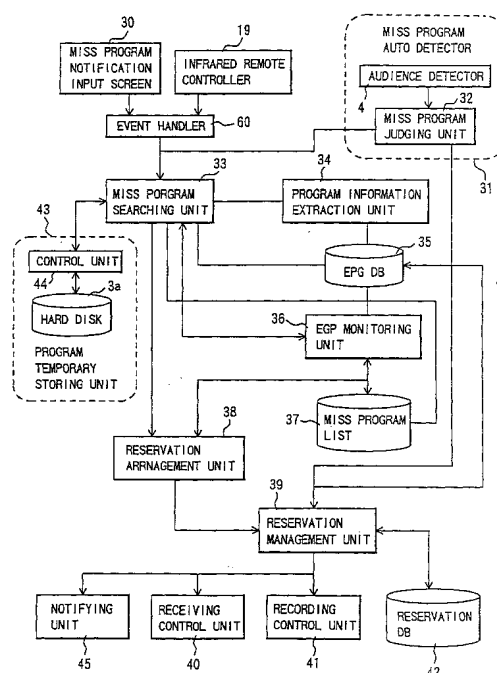 30
MISS PROGRAM
NOTIFICATION
INPUT SCREEN
19
INFRARED REMOTE
CONTROLLER
EVENT HANDLER
60
MISS PROGRAM
AUTO DETECTOR
AUDIENCE DETECTOR
4
32
MISS PROGRAM
JUDGING UNIT
31
33
MISS PORGRAM
SEARCHING UNIT
34
PROGRAM INFORMATION
EXTRACTION UNIT
43
CONTROL UNIT
44
3a
HARD DISK
PROGRAM
TEMPORARY
STORING UNIT
35
EPG DB
36
EGP MONITORING
UNIT
37
MISS PROGRAM
LIST
38
RESERVATION
ARRNAGEMENT UNIT
39
RESERVATION
MANAGEMENT UNIT
NOTIFYING
UNIT
45
RECEIVING
CONTROL UNIT
40
RECORDING
CONTROL UNIT
41
RESERVATION
DB
42